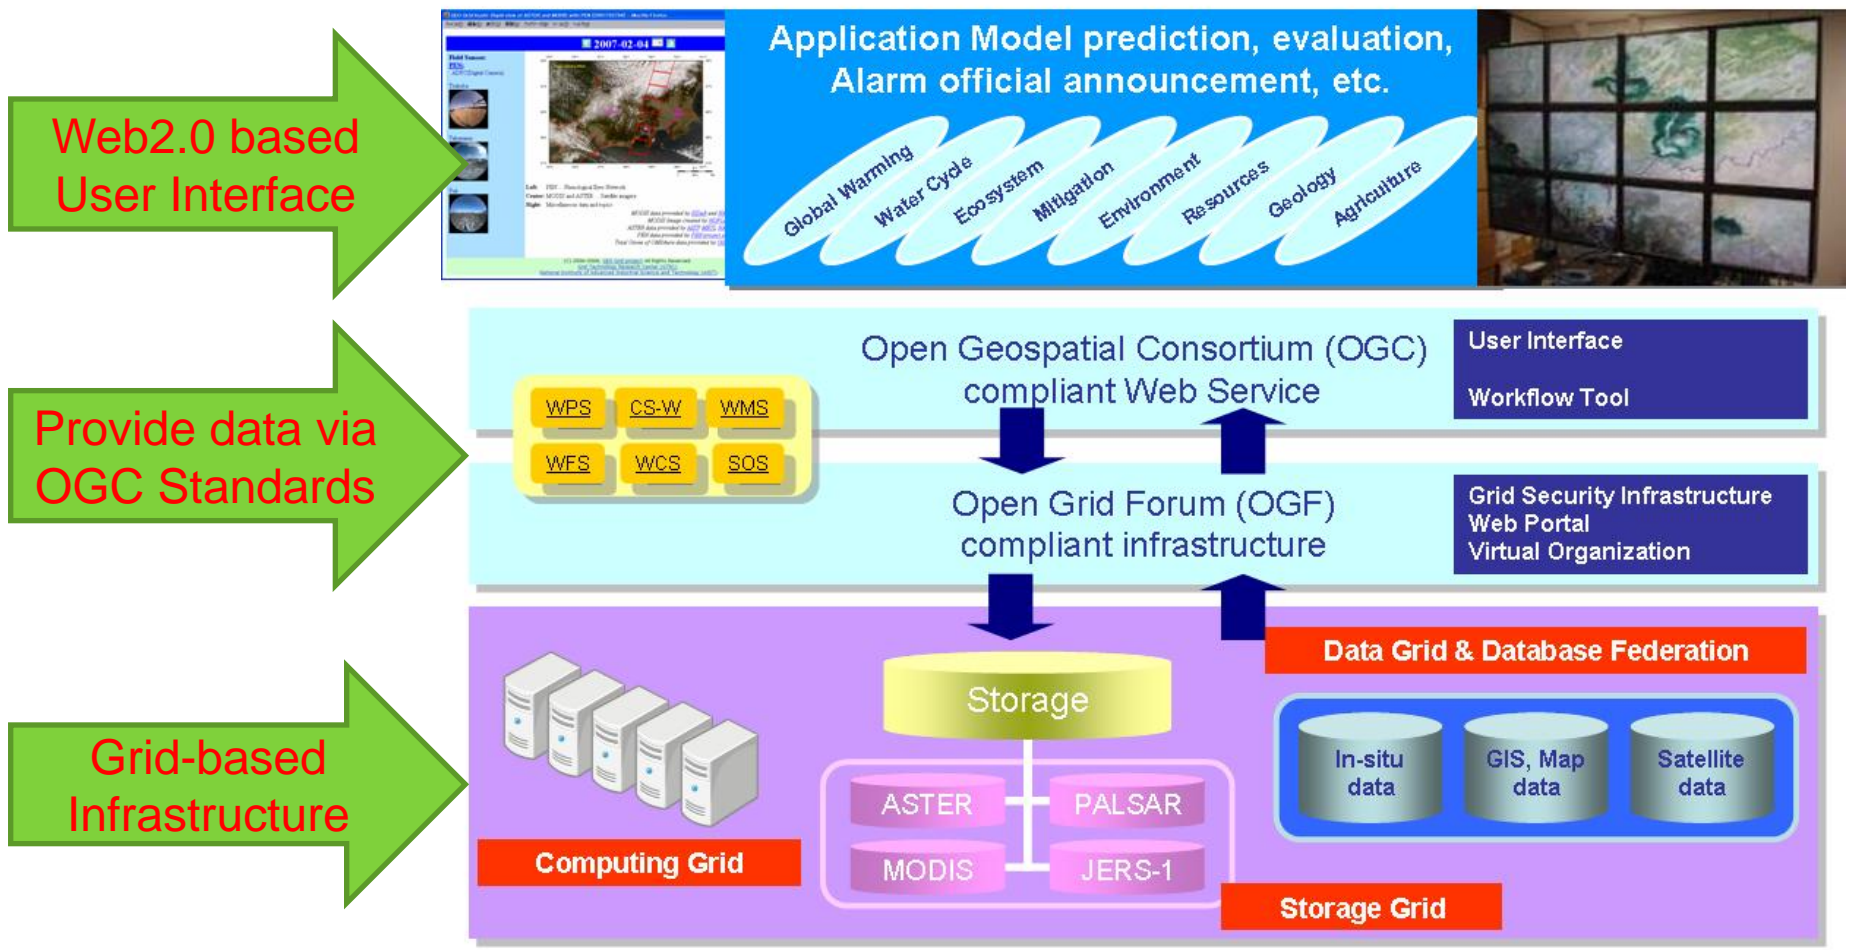 Web2.0 based
User Interface
2007-02-04
Application Model prediction, evaluation,
Alarm official announcement, etc.
Global Warming
Water Cycle
Ecosystem
Mitigation
Environment
Resources
Geology
Agriculture
Provide data via
OGC Standards
Open Geospatial Consortium (OGC)
compliant Web Service
User Interface
Workflow Tool
WPS CS-W WMS
WFS WCS SOS
Open Grid Forum (OGF)
compliant infrastructure
Grid Security Infrastructure
Web Portal
Virtual Organization
Grid-based
Infrastructure
Computing Grid
Storage
ASTER PALSAR
MODIS JERS-1
Storage Grid
Data Grid & Database Federation
In-situ
data
GIS, Map
data
Satellite
data